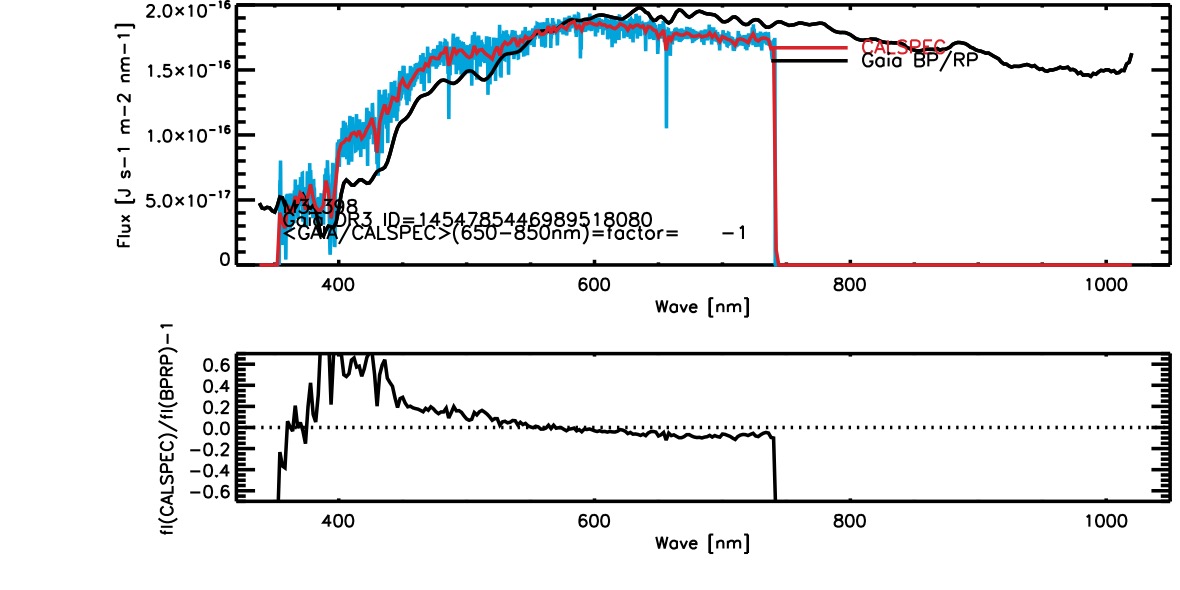 2.0×10−16
1.5×10−16
1.0×10−16
5.0×10−17
0
Flux [J s−1 m−2 nm−1]
CALSPEC
Gaia BP/RP
Gaia DR3 ID=1454785446989518080
<GAIA/CALSPEC>(650−850nm)=factor= −1
400 600 800 1000
Wave [nm]
fl(CALSPEC)/fl(BPRP)−1
0.6
0.4
0.2
0.0
−0.2
−0.4
−0.6
400 600 800 1000
Wave [nm]